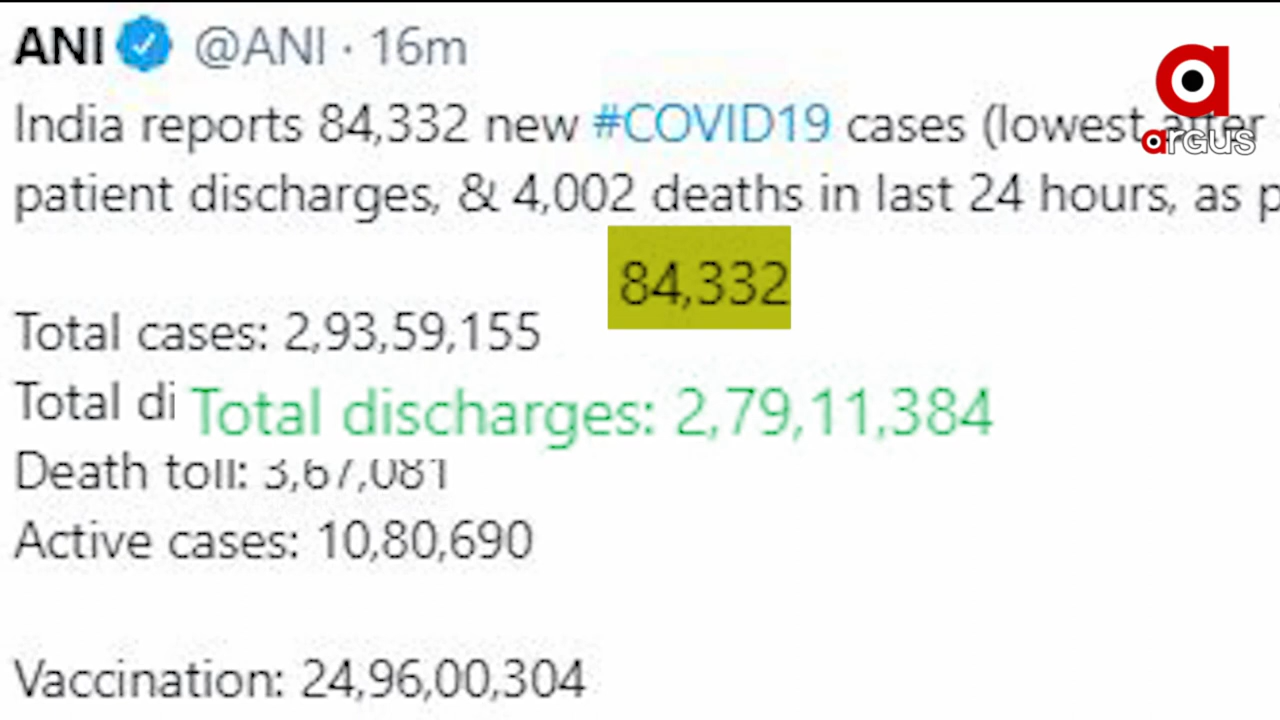 ANI @ANI · 16m
India reports 84,332 new #COVID19 cases (lowest after
patient discharges, & 4,002 deaths in last 24 hours, as p
84,332
Total cases: 2,93,59,155
Total di
Total discharges: 2,79,11,384
Death toll: 3,67,081
Active cases: 10,80,690
Vaccination: 24,96,00,304
argus